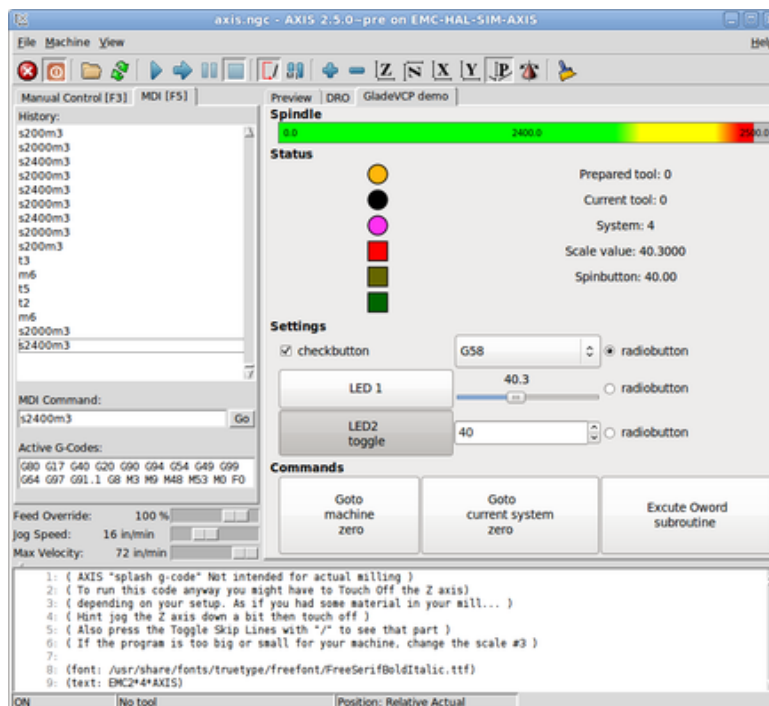 axis.ngc - AXIS 2.5.0~pre on EMC-HAL-SIM-AXIS
File Machine View Help
Z N X Y P
Manual Control [F3] MDI [F5]
History:
s200m3
s2000m3
s2400m3
s2000m3
s2400m3
s2000m3
s2400m3
s2000m3
s200m3
t3
m6
t5
t2
m6
s2000m3
s2400m3
MDI Command:
s2400m3 Go
Active G-Codes:
G80 G17 G40 G20 G90 G94 G54 G49 G99
G64 G97 G91.1 G8 M3 M9 M48 M53 M0 F0
Feed Override: 100 %
Jog Speed: 16 in/min
Max Velocity: 72 in/min
Preview DRO GladeVCP demo
Spindle
0.0 2400.0 2500.0
Status
Prepared tool: 0
Current tool: 0
System: 4
Scale value: 40.3000
Spinbutton: 40.00
Settings
checkbutton G58 radiobutton
LED 1 40.3 radiobutton
LED2
toggle 40 radiobutton
Commands
Goto
machine
zero
Goto
current system
zero
Excute Oword
subroutine
1: ( AXIS "splash g-code" Not intended for actual milling )
2: ( To run this code anyway you might have to Touch Off the Z axis)
3: ( depending on your setup. As if you had some material in your mill... )
4: ( Hint jog the Z axis down a bit then touch off )
5: ( Also press the Toggle Skip Lines with "/" to see that part )
6: ( If the program is too big or small for your machine, change the scale #3 )
7:
8: (font: /usr/share/fonts/truetype/freefont/FreeSerifBoldItalic.ttf)
9: (text: EMC2*4*AXIS)
ON No tool Position: Relative Actual